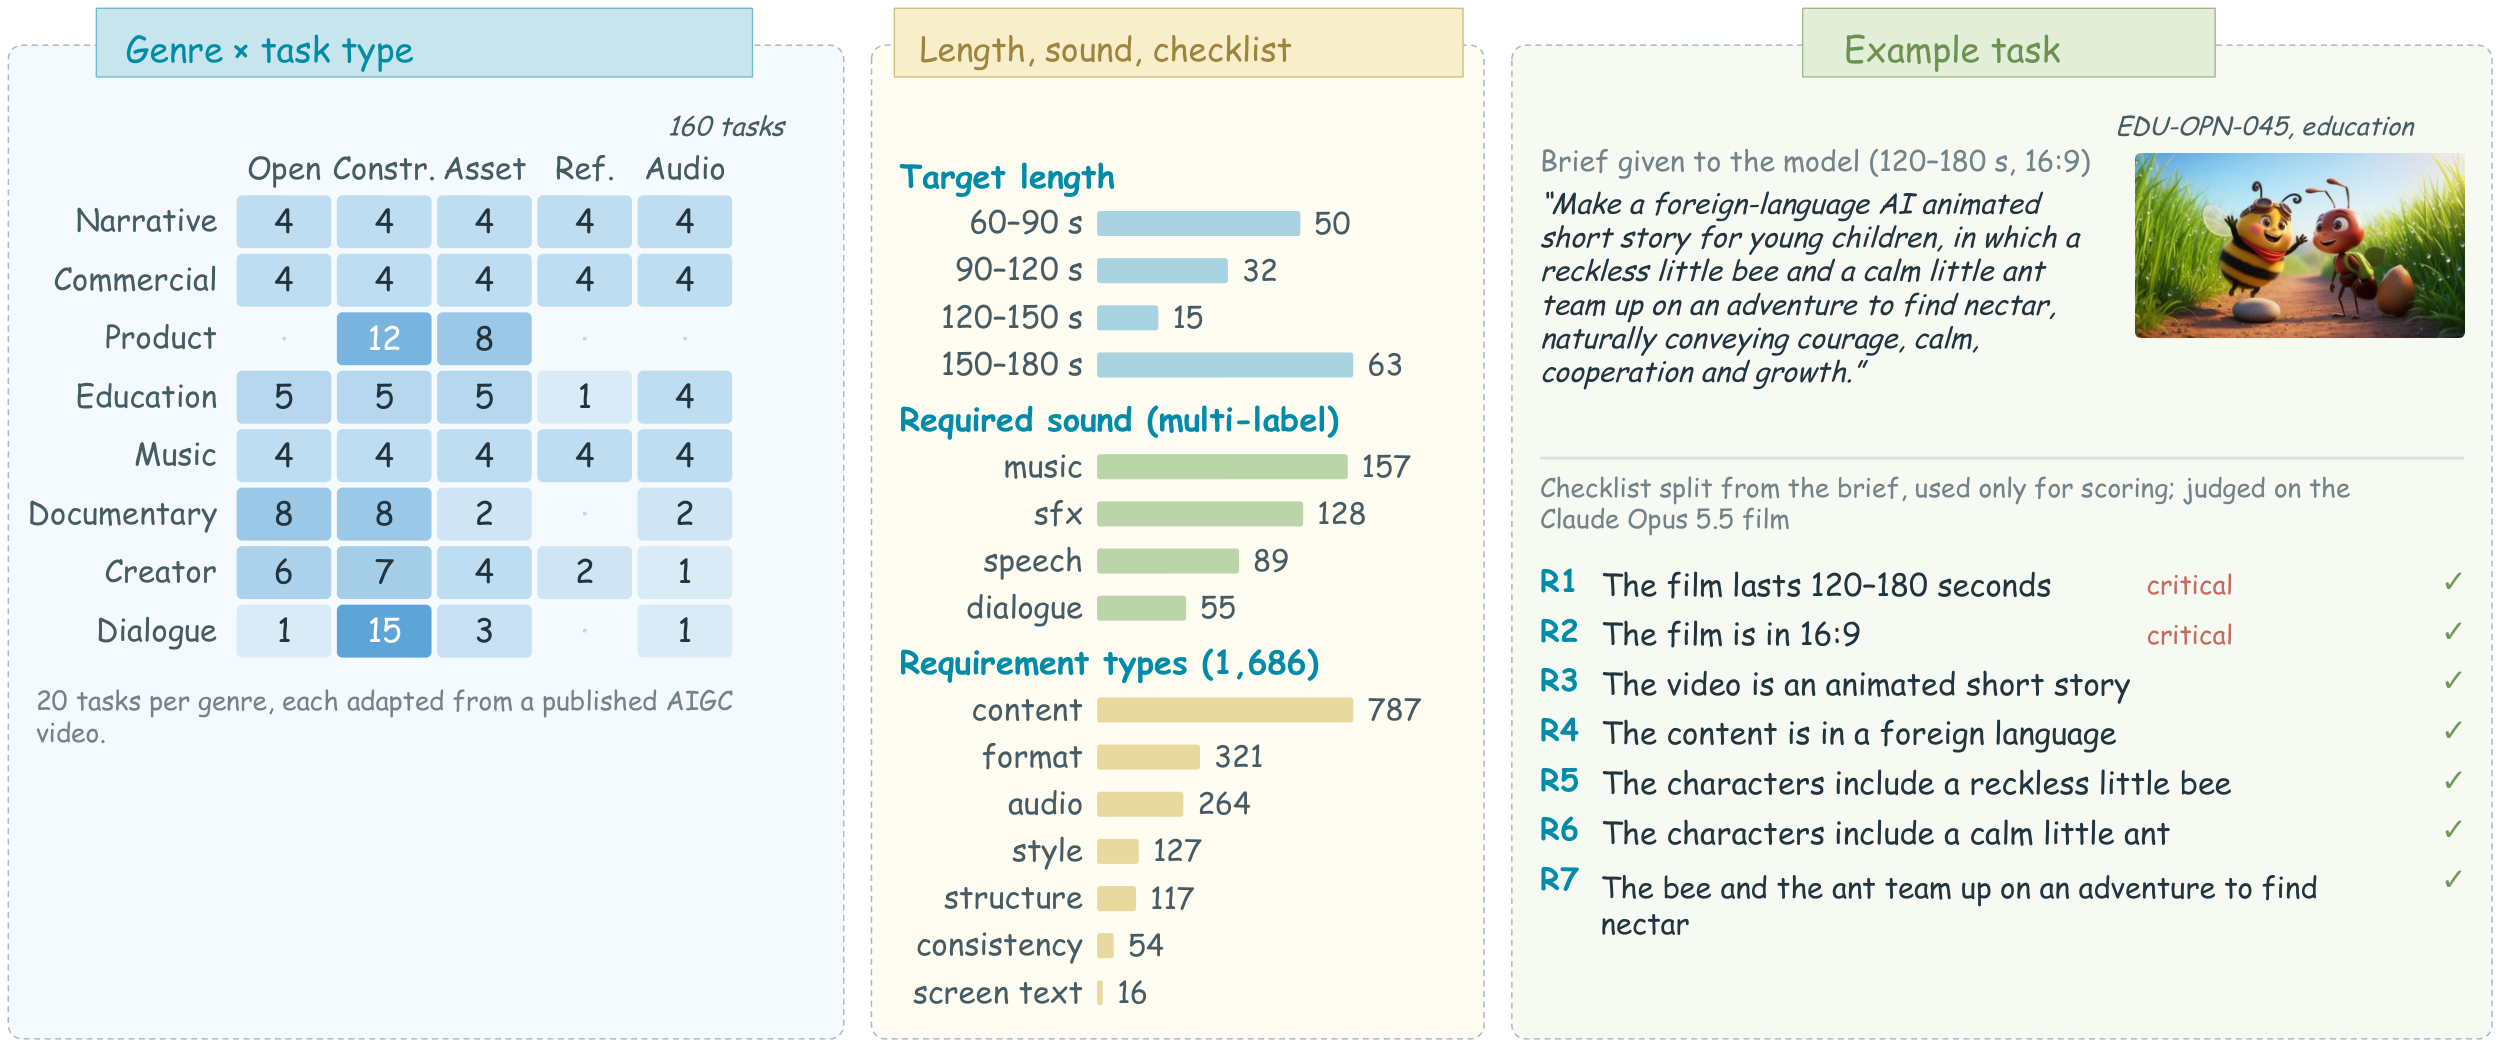 Genre × task type
160 tasks
Open Constr. Asset Ref. Audio
Narrative 4 4 4 4 4
Commercial 4 4 4 4 4
Product · 12 8 · ·
Education 5 5 5 1 4
Music 4 4 4 4 4
Documentary 8 8 2 · 2
Creator 6 7 4 2 1
Dialogue 1 15 3 · 1
20 tasks per genre, each adapted from a published AIGC
video.
Length, sound, checklist
Target length
60–90 s 50
90–120 s 32
120–150 s 15
150–180 s 63
Required sound (multi-label)
music 157
sfx 128
speech 89
dialogue 55
Requirement types (1,686)
content 787
format 321
audio 264
style 127
structure 117
consistency 54
screen text 16
Example task
EDU-OPN-045, education
Brief given to the model (120–180 s, 16:9)
"Make a foreign-language AI animated
short story for young children, in which a
reckless little bee and a calm little ant
team up on an adventure to find nectar,
naturally conveying courage, calm,
cooperation and growth."
Checklist split from the brief, used only for scoring; judged on the
Claude Opus 5.5 film
R1 The film lasts 120–180 seconds critical ✓
R2 The film is in 16:9 critical ✓
R3 The video is an animated short story ✓
R4 The content is in a foreign language ✓
R5 The characters include a reckless little bee ✓
R6 The characters include a calm little ant ✓
R7 The bee and the ant team up on an adventure to find ✓
nectar